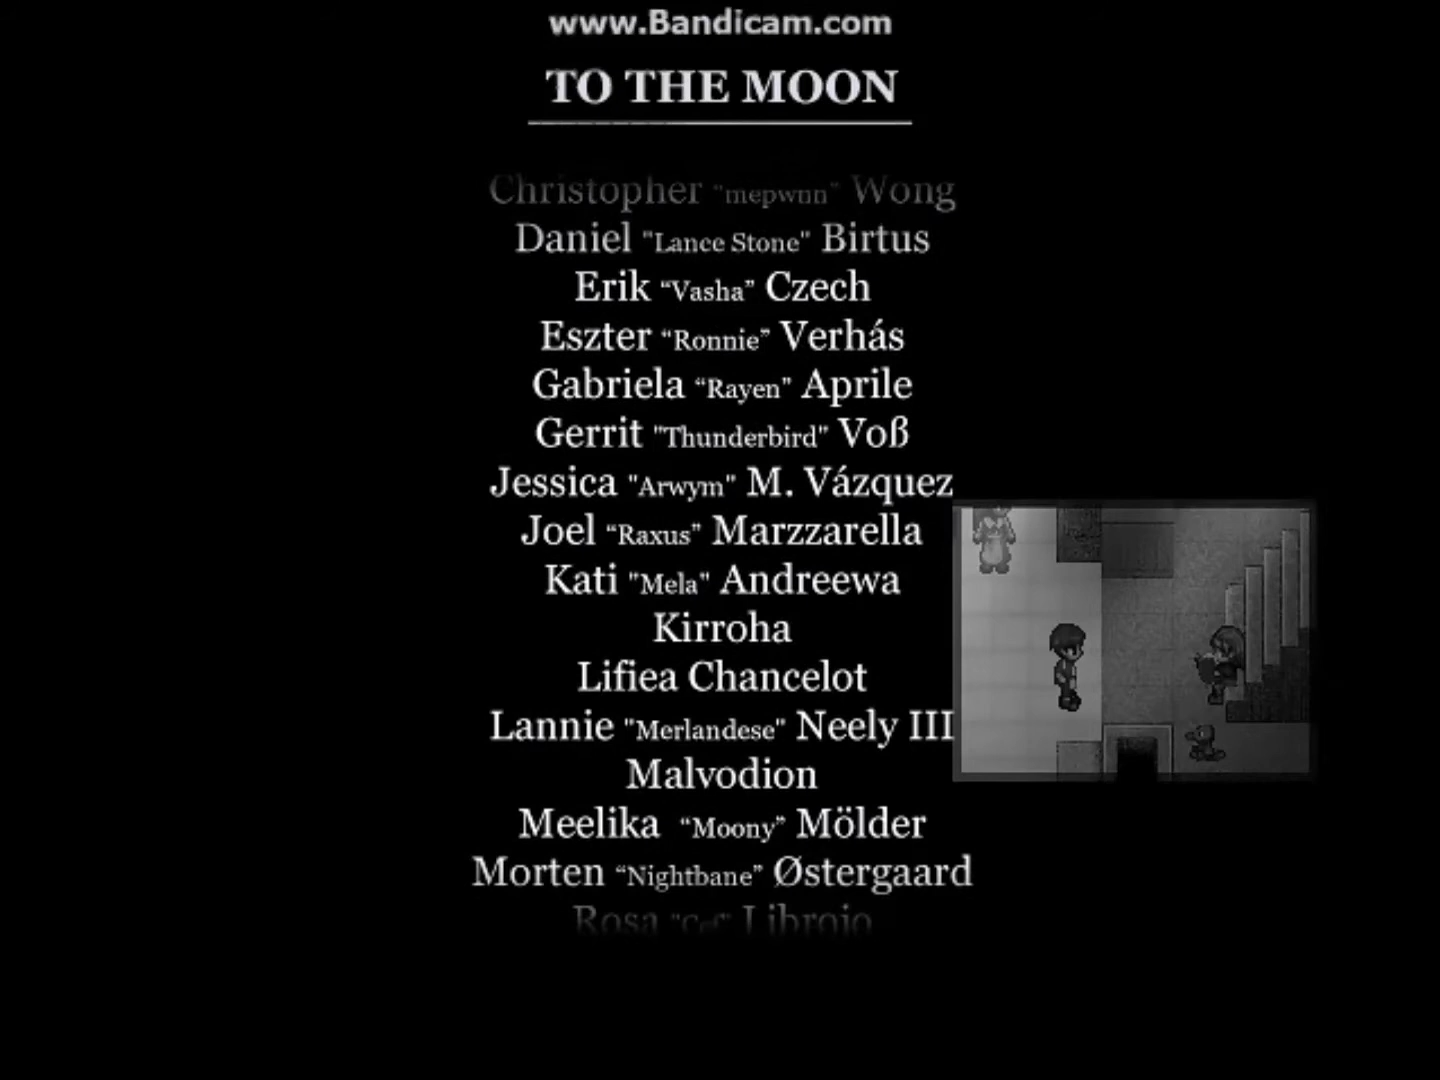 www.Bandicam.com
TO THE MOON
Christopher "mepwnn" Wong
Daniel "Lance Stone" Birtus
Erik “Vasha” Czech
Eszter “Ronnie” Verhás
Gabriela “Rayen” Aprile
Gerrit "Thunderbird" Voß
Jessica "Arwym" M. Vázquez
Joel “Raxus” Marzzarella
Kati "Mela" Andreewa
Kirroha
Lifiea Chancelot
Lannie "Merlandese" Neely III
Malvodion
Meelika “Moony” Mölder
Morten “Nightbane” Østergaard
Rosa